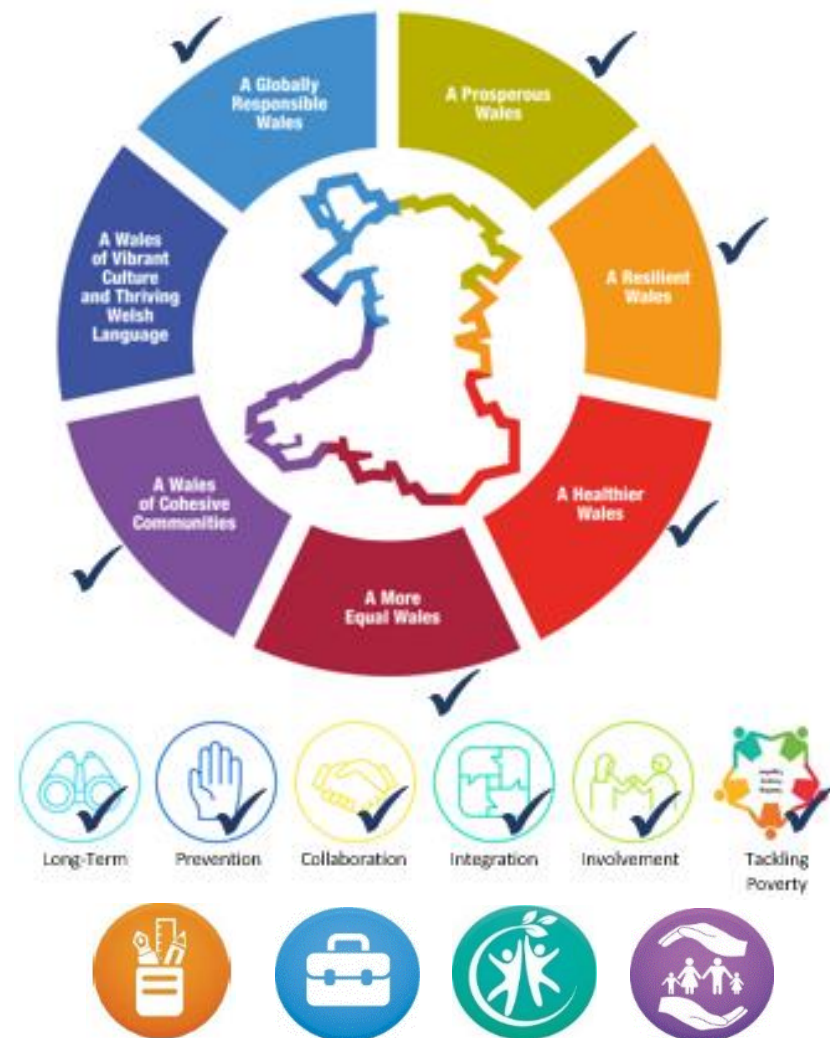 A Globally
Responsible
Wales
A Prosperous
Wales
A Resilient
Wales
A Healthier
Wales
A More
Equal Wales
A Wales
of Cohesive
Communities
A Wales
of Vibrant
Culture
and Thriving
Welsh
Language
Long-Term
Prevention
Collaboration
Integration
Involvement
Tackling
Poverty